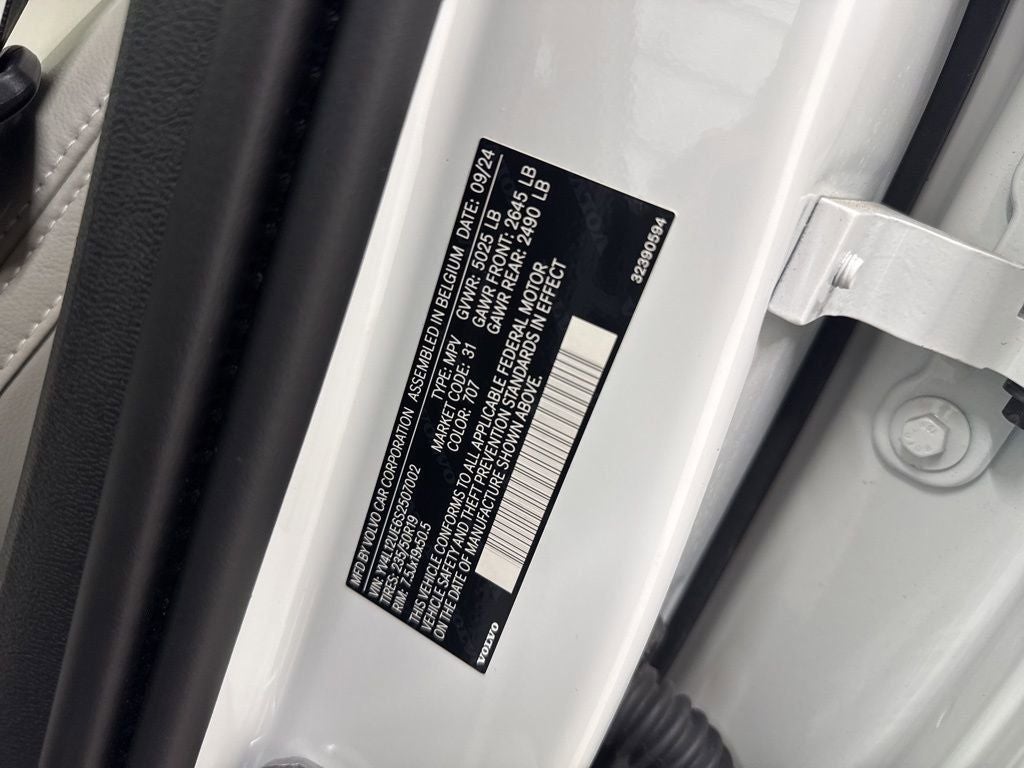 MFD BY VOLVO CAR CORPORATION ASSEMBLED IN BELGIUM DATE: 09/24
TYPE: MPV GVWR: 5025 LB
MARKET CODE: 31 GAWR FRONT: 2645 LB
COLOR: 707 GAWR REAR: 2490 LB
TIRE: 235/50R19
RIM: 7.5Jx19x50.5
THIS VEHICLE CONFORMS TO ALL APPLICABLE FEDERAL MOTOR
VEHICLE SAFETY AND THEFT PREVENTION STANDARDS IN EFFECT
ON THE DATE OF MANUFACTURE SHOWN ABOVE.
VOLVO
32390594